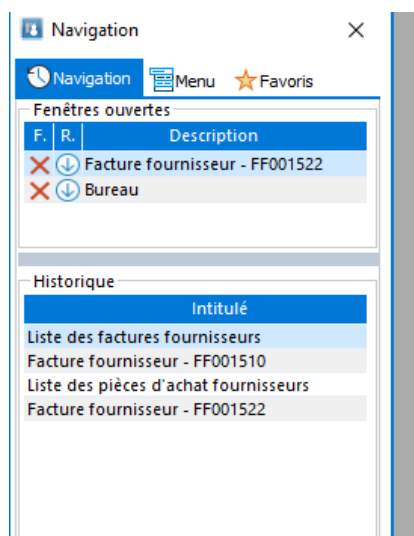 Navigation
Navigation Menu Favoris
Fenêtres ouvertes
F. R. Description
Facture fournisseur - FF001522
Bureau
Historique
Intitulé
Liste des factures fournisseurs
Facture fournisseur - FF001510
Liste des pièces d'achat fournisseurs
Facture fournisseur - FF001522